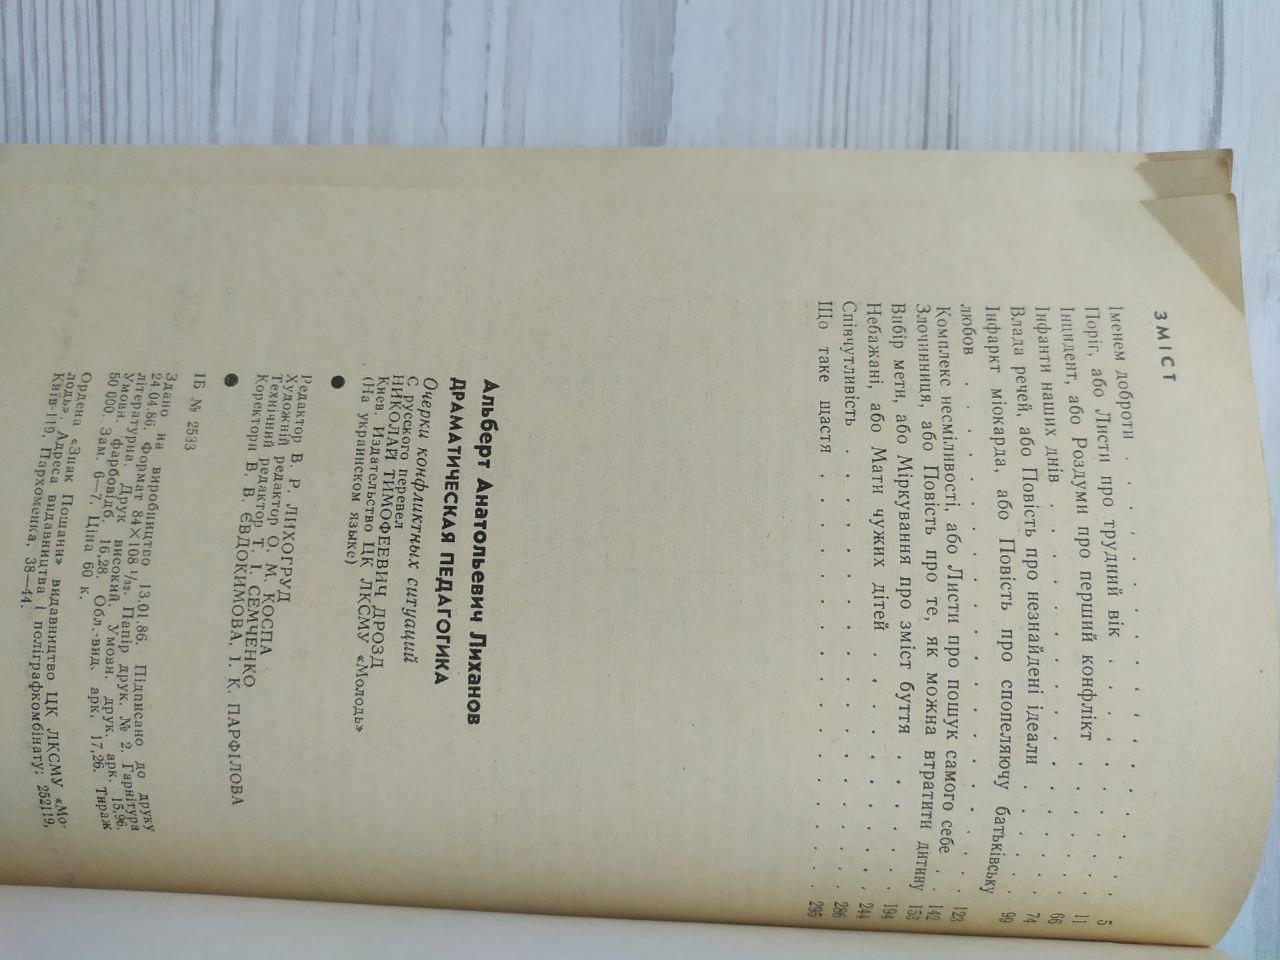 ЗМІСТ
Іменем доброти . . . . . . . . . . . . 5
Поріг, або Листи про трудний вік . . . . . . 11
Інцидент, або Роздуми про перший конфлікт . . . 66
Інфанти наших днів . . . . . . . . . . 74
Влада речей, або Повість про незнайдені ідеали . . . 99
Інфаркт міокарда, або Повість про спопеляючу батьківську
любов . . . . . . . . . . . . . . 123
Комплекс несміливості, або Листи про пошук самого себе . . 142
Злочинниця, або Повість про те, як можна втратити дитину 153
Вибір мети, або Міркування про зміст буття . . . . 194
Небажані, або Мати чужих дітей . . . . . . . 244
Співчутливість . . . . . . . . . . . . 286
Що таке щастя . . . . . . . . . . . . 295
Альберт Анатольевич Лиханов
ДРАМАТИЧЕСКАЯ ПЕДАГОГИКА
Очерки конфликтных ситуаций
С русского перевел
НИКОЛАЙ ТИМОФЕЕВИЧ ДРОЗД
Киев. Издательство ЦК ЛКСМУ «Молодь»
(На украинском языке)
Редактор В. Р. ЛИХОГРУД
Художній редактор О. М. КОСПА
Технічний редактор Т. І. СЕМЧЕНКО
Коректори В. В. ЄВДОКИМОВА, І. К. ПАРФІЛОВА
ІБ № 2533
Здано на виробництво 13.01.86. Підписано до друку
24.04.86. Формат 84×108 1/32. Папір друк. № 2. Гарнітура
літературна. Друк високий. Умовн. друк. арк. 15,96.
Умовн. фарбовідб. 16,28. Обл.-вид. арк. 17,26. Тираж
50 000. Зам. 6—7. Ціна 60 к.
Ордена «Знак Пошани» видавництво ЦК ЛКСМУ «Мо-
лодь». Адреса видавництва і поліграфкомбінату: 252119,
Київ-119, Пархоменка, 38—44.